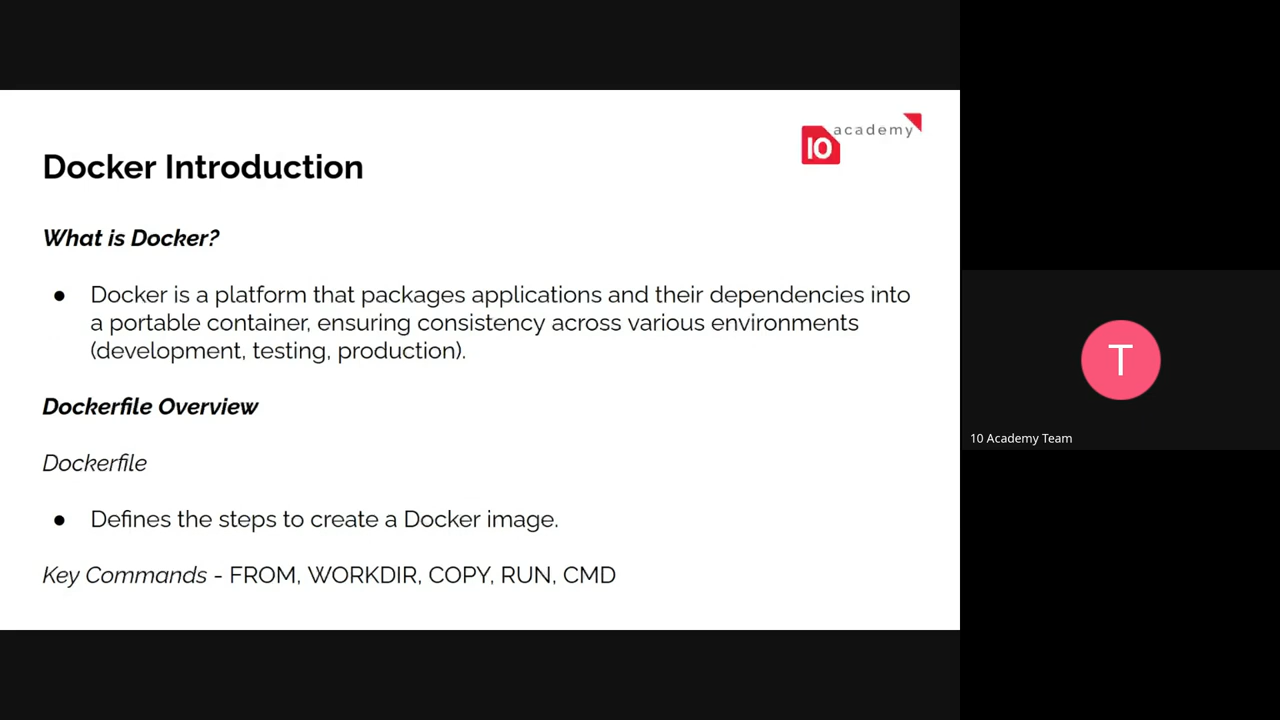 10 academy
Docker Introduction
What is Docker?
● Docker is a platform that packages applications and their dependencies into
a portable container, ensuring consistency across various environments
(development, testing, production).
Dockerfile Overview
Dockerfile
● Defines the steps to create a Docker image.
Key Commands - FROM, WORKDIR, COPY, RUN, CMD
T
10 Academy Team